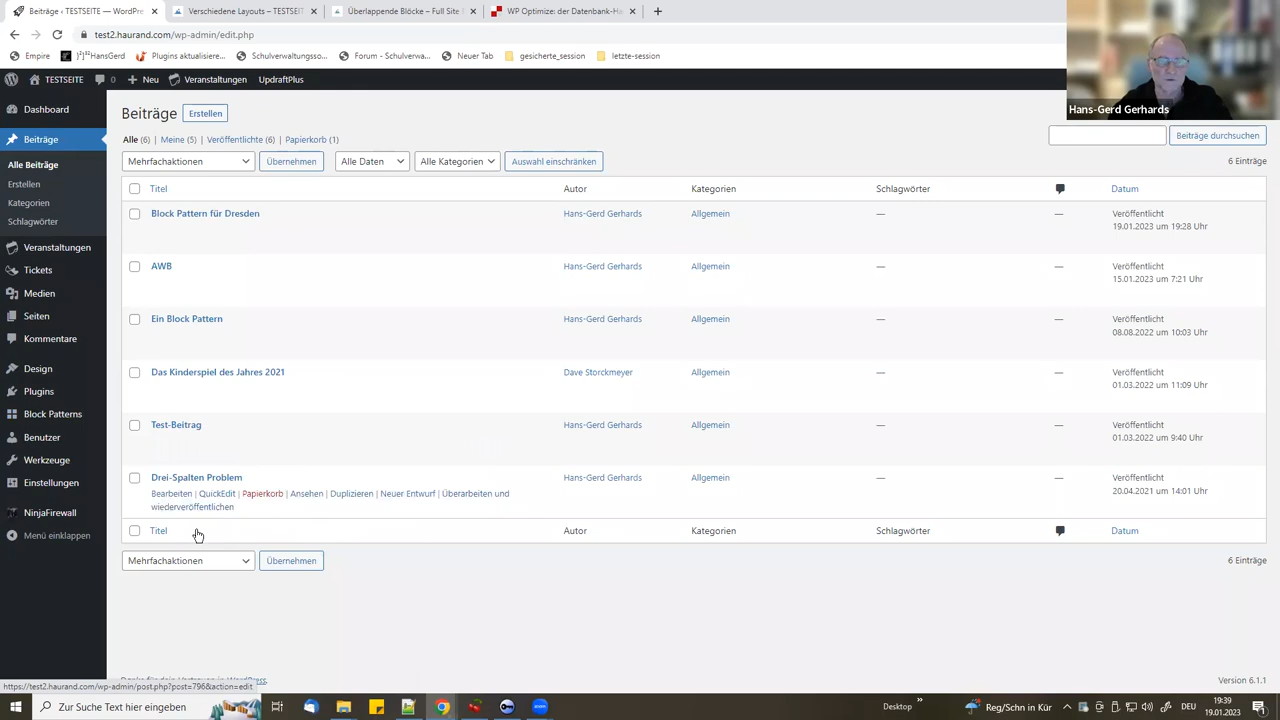 Beiträge ‹ TESTSEITE — WordPr
Verschiedene Layouts – TESTSEIT
Überlappende Blöcke – Full Site
WP Optimize: der Datenbank-Ha
test2.haurand.com/wp-admin/edit.php
Empire
)²]³²HansGerd
Plugins aktualisiere...
Schulverwaltungsso...
Forum - Schulverwa...
Neuer Tab
gesicherte_session
letzte-session
TESTSEITE
0
Neu
Veranstaltungen
UpdraftPlus
Hans-Gerd Gerhards
Dashboard
Beiträge
Alle Beiträge
Erstellen
Kategorien
Schlagwörter
Veranstaltungen
Tickets
Medien
Seiten
Kommentare
Design
Plugins
Block Patterns
Benutzer
Werkzeuge
Einstellungen
NinjaFirewall
Menü einklappen
Beiträge Erstellen
Alle (6) | Meine (5) | Veröffentlichte (6) | Papierkorb (1)
Beiträge durchsuchen
Mehrfachaktionen Übernehmen Alle Daten Alle Kategorien Auswahl einschränken
6 Einträge
Titel Autor Kategorien Schlagwörter Datum
Block Pattern für Dresden Hans-Gerd Gerhards Allgemein — — Veröffentlicht
19.01.2023 um 19:28 Uhr
AWB Hans-Gerd Gerhards Allgemein — — Veröffentlicht
15.01.2023 um 7:21 Uhr
Ein Block Pattern Hans-Gerd Gerhards Allgemein — — Veröffentlicht
08.08.2022 um 10:03 Uhr
Das Kinderspiel des Jahres 2021 Dave Storckmeyer Allgemein — — Veröffentlicht
01.03.2022 um 11:09 Uhr
Test-Beitrag Hans-Gerd Gerhards Allgemein — — Veröffentlicht
01.03.2022 um 9:40 Uhr
Drei-Spalten Problem Hans-Gerd Gerhards Allgemein — — Veröffentlicht
20.04.2021 um 14:01 Uhr
Bearbeiten | QuickEdit | Papierkorb | Ansehen | Duplizieren | Neuer Entwurf | Überarbeiten und
wiederveröffentlichen
Titel Autor Kategorien Schlagwörter Datum
Mehrfachaktionen Übernehmen
6 Einträge
Version 6.1.1
https://test2.haurand.com/wp-admin/post.php?post=796&action=edit
Zur Suche Text hier eingeben
Desktop
Reg/Schn in Kür
DEU
19:39
19.01.2023